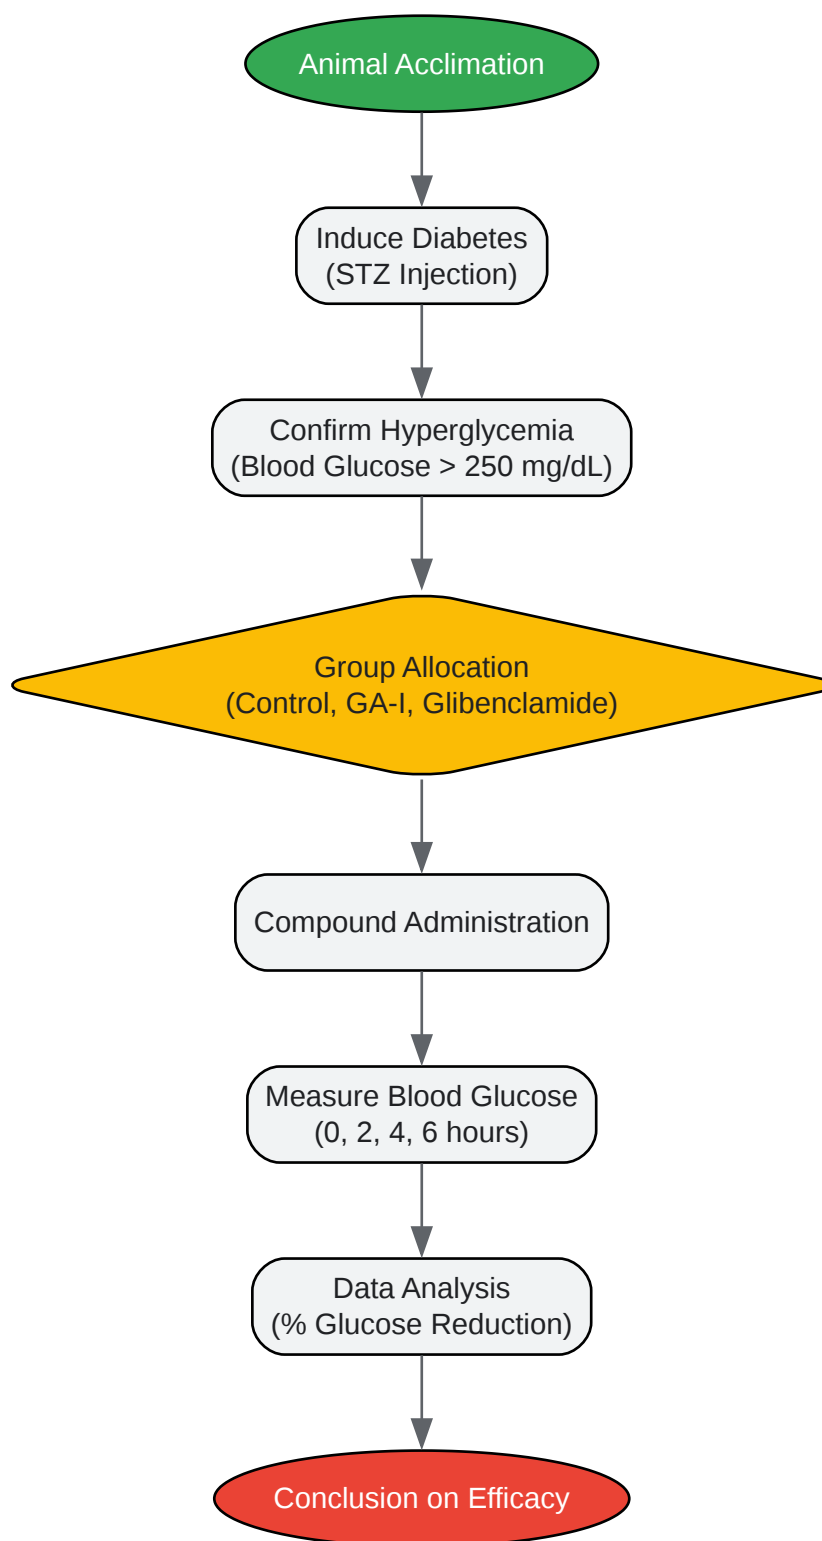 Animal Acclimation
Induce Diabetes
(STZ Injection)
Confirm Hyperglycemia
(Blood Glucose > 250 mg/dL)
Group Allocation
(Control, GA-I, Glibenclamide)
Compound Administration
Measure Blood Glucose
(0, 2, 4, 6 hours)
Data Analysis
(% Glucose Reduction)
Conclusion on Efficacy